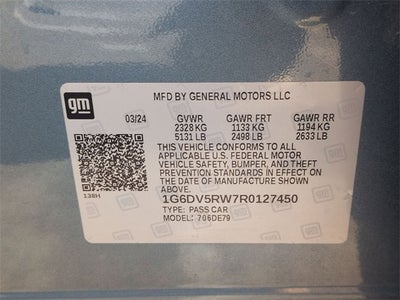 gm
MFD BY GENERAL MOTORS LLC
03/24 GVWR GAWR FRT GAWR RR
2328 KG 1133 KG 1194 KG
5131 LB 2498 LB 2633 LB
THIS VEHICLE CONFORMS TO ALL
APPLICABLE U.S. FEDERAL MOTOR
VEHICLE SAFETY, BUMPER, AND THEFT
PREVENTION STANDARDS IN EFFECT ON
THE DATE OF MANUFACTURE SHOWN
ABOVE.
138H
1G6DV5RW7R0127450
TYPE: PASS CAR
MODEL: 706DE79